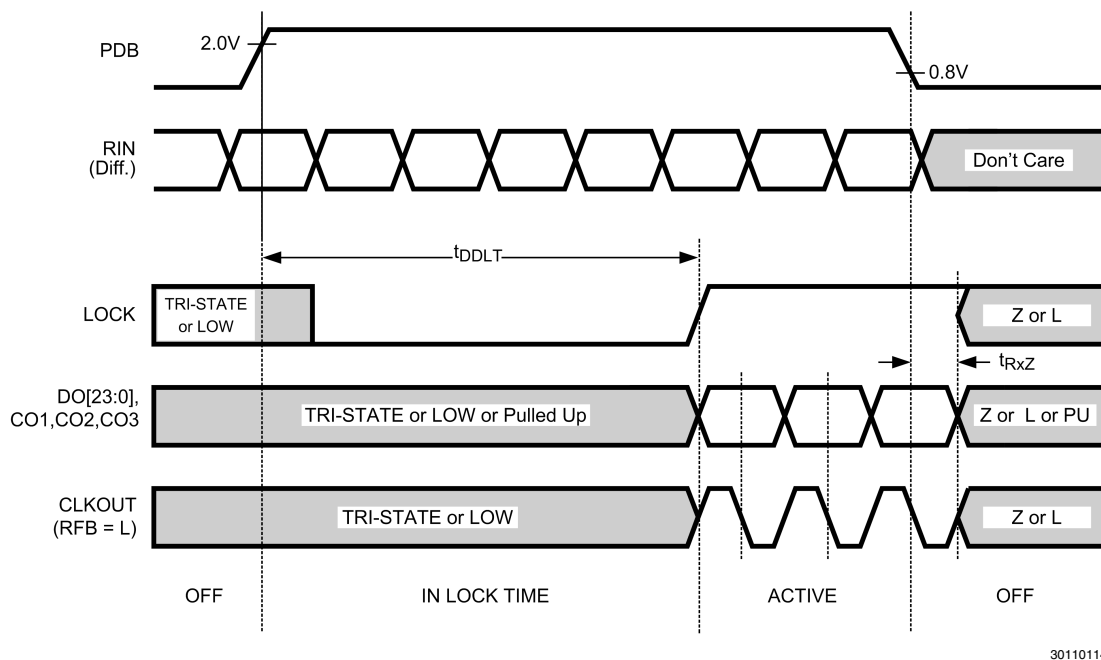 PDB
2.0V
0.8V
RIN
(Diff.)
Don't Care
tDDLT
LOCK
TRI-STATE
or LOW
Z or L
tRxZ
DO[23:0],
CO1,CO2,CO3
TRI-STATE or LOW or Pulled Up
Z or L or PU
CLKOUT
(RFB = L)
TRI-STATE or LOW
Z or L
OFF
IN LOCK TIME
ACTIVE
OFF